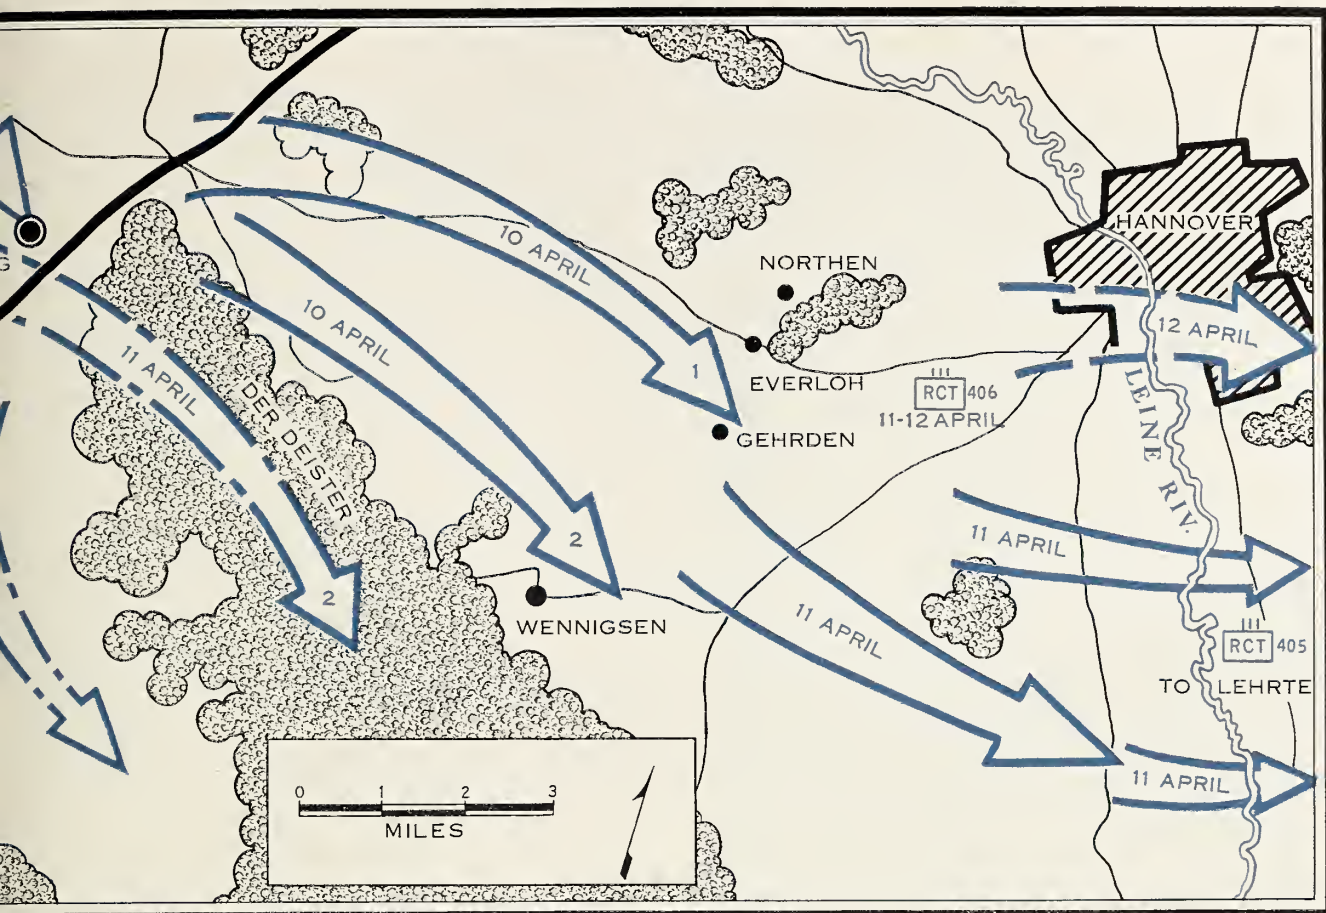 HANNOVER
NORTHEN
10 APRIL
12 APRIL
10 APRIL
11 APRIL
1
EVERLOH
III
RCT 406
11-12 APRIL
DER DEISTER
GEHRDEN
LEINE RIV.
2
11 APRIL
2
WENNIGSEN
11 APRIL
III
RCT 405
TO LEHRTE
11 APRIL
0 1 2 3
MILES